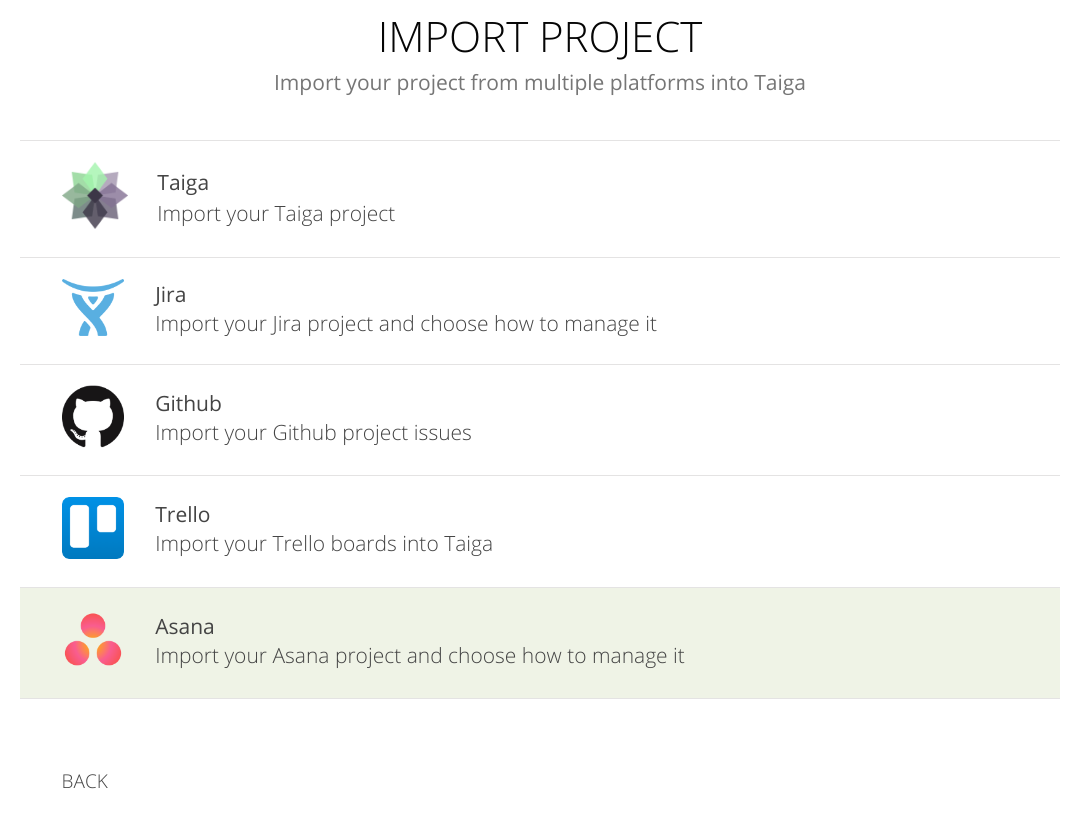 IMPORT PROJECT
Import your project from multiple platforms into Taiga
Taiga
Import your Taiga project
Jira
Import your Jira project and choose how to manage it
Github
Import your Github project issues
Trello
Import your Trello boards into Taiga
Asana
Import your Asana project and choose how to manage it
BACK